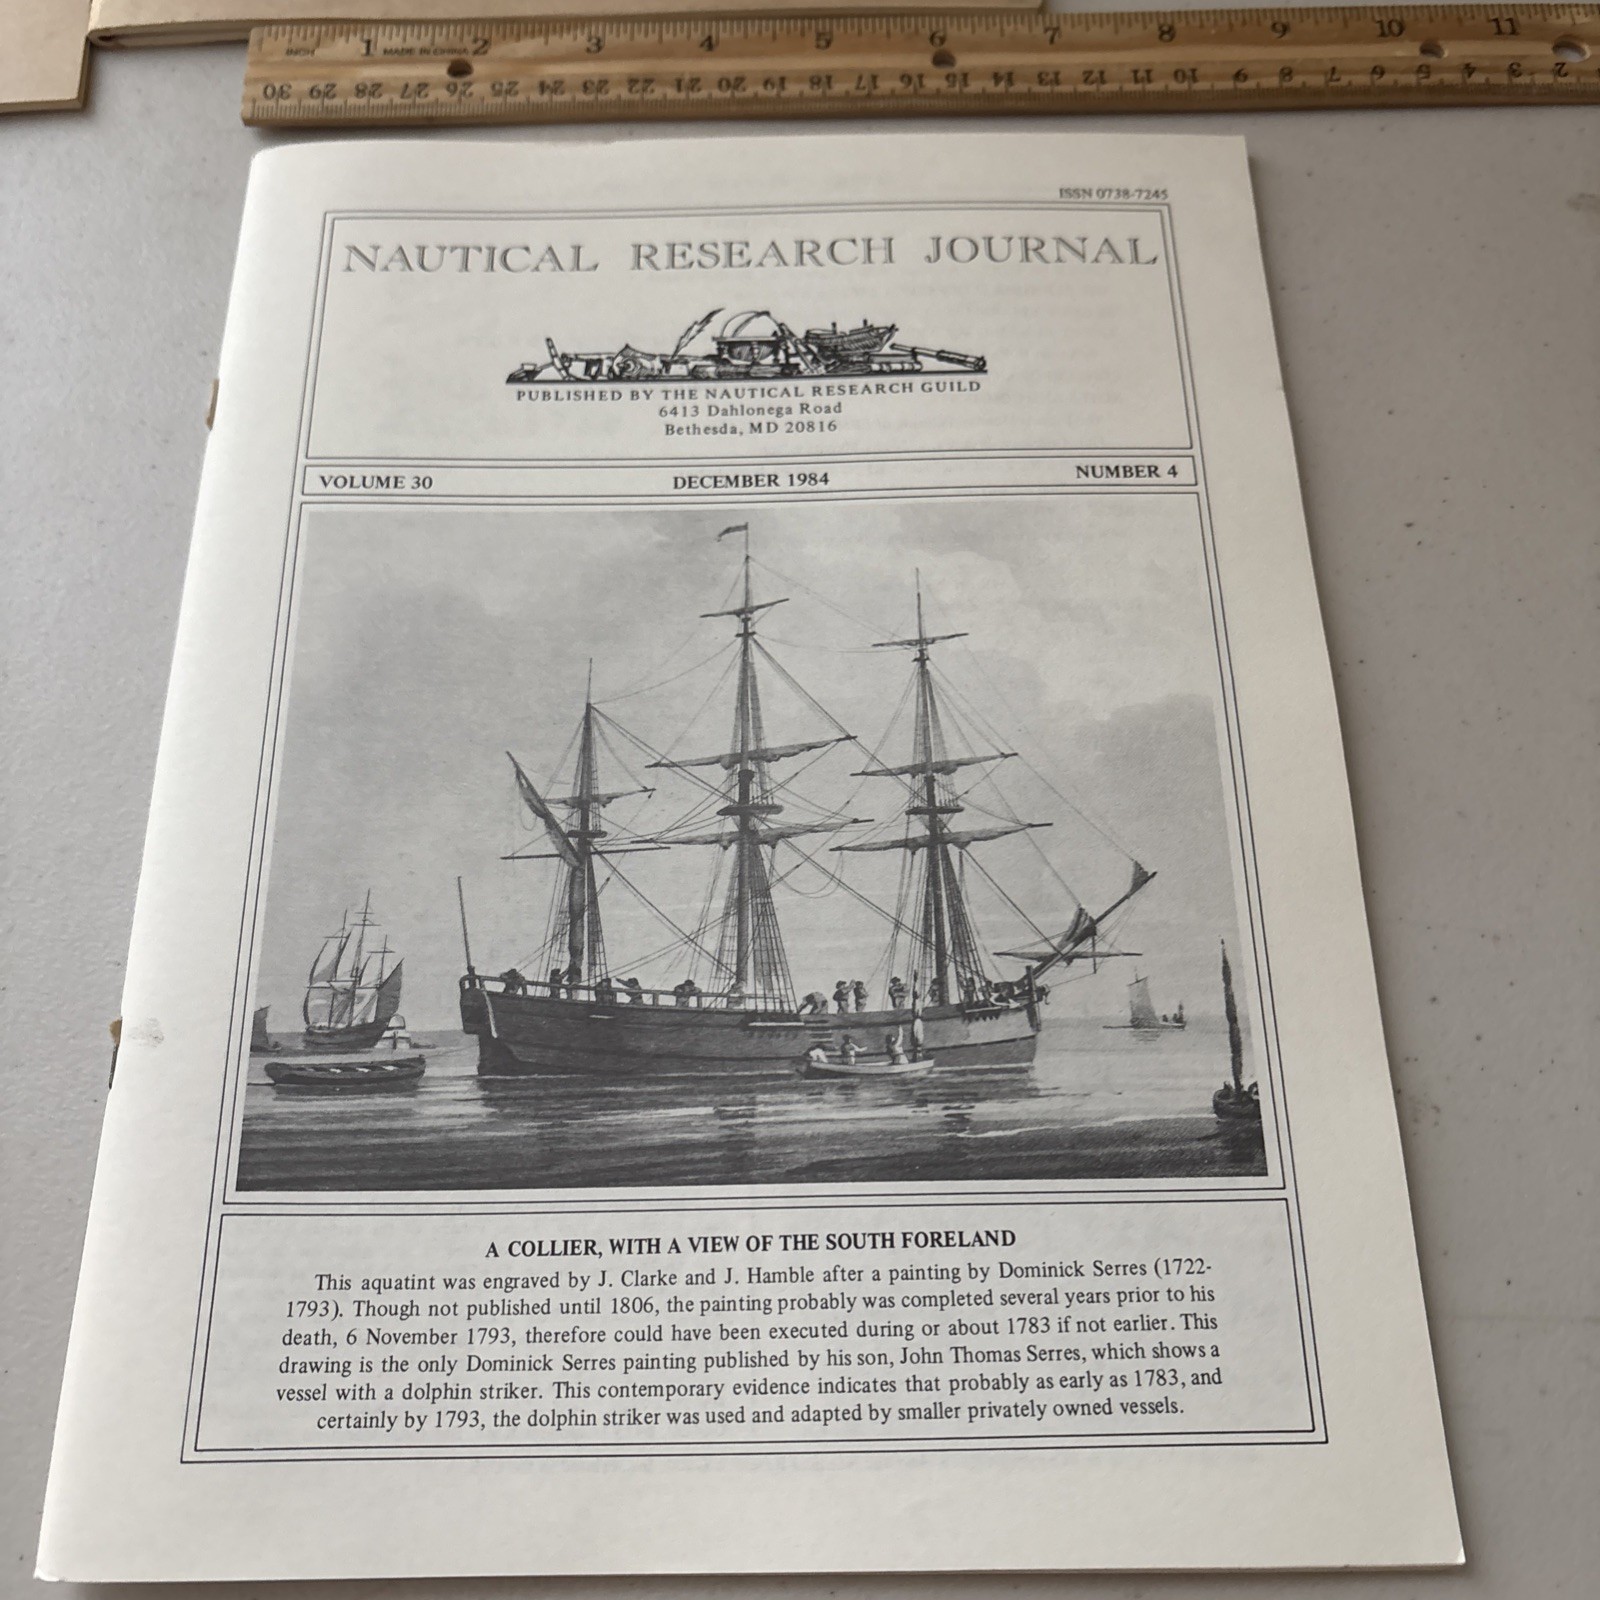 INCH 1 MADE IN CHINA 2 3 4 5 6 7 8 9 10 11
30 29 28 27 26 25 24 23 22 21 20 19 18 17 16 15 14 13 12 11 10 9 8 7 6 5 4 3 2
ISSN 0738-7245
NAUTICAL RESEARCH JOURNAL
PUBLISHED BY THE NAUTICAL RESEARCH GUILD
6413 Dahlonega Road
Bethesda, MD 20816
VOLUME 30 DECEMBER 1984 NUMBER 4
A COLLIER, WITH A VIEW OF THE SOUTH FORELAND
This aquatint was engraved by J. Clarke and J. Hamble after a painting by Dominick Serres (1722-
1793). Though not published until 1806, the painting probably was completed several years prior to his
death, 6 November 1793, therefore could have been executed during or about 1783 if not earlier. This
drawing is the only Dominick Serres painting published by his son, John Thomas Serres, which shows a
vessel with a dolphin striker. This contemporary evidence indicates that probably as early as 1783, and
certainly by 1793, the dolphin striker was used and adapted by smaller privately owned vessels.